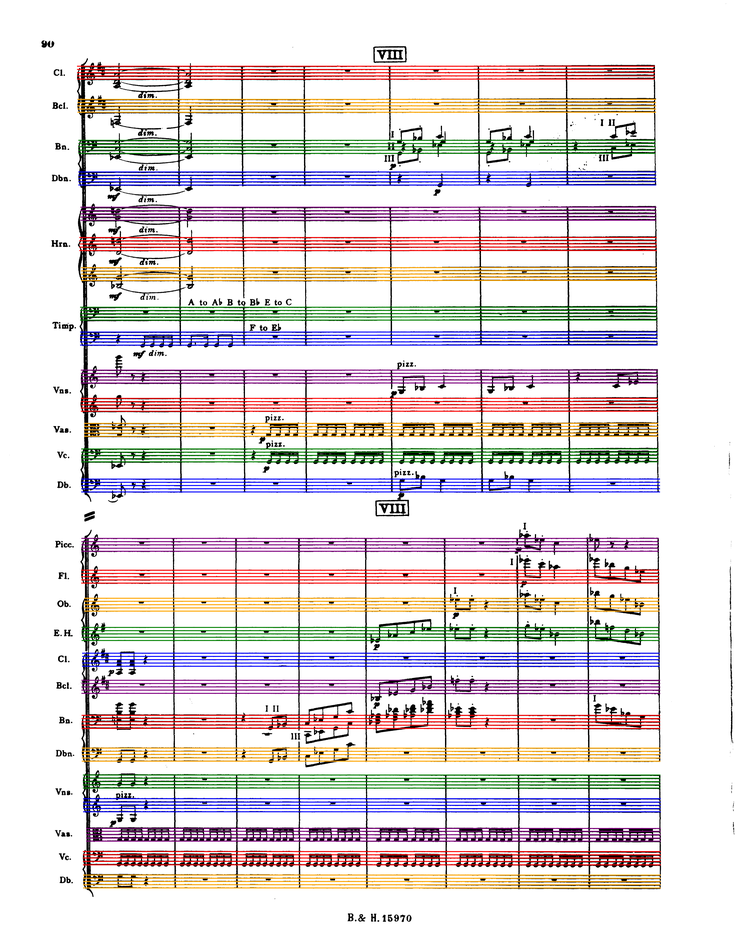 90
VIII
Cl.
dim.
Bcl.
dim.
I II
I
Bn.
II
III
III
p
dim.
Dbn.
mf
dim.
p
mf
dim.
Hrn.
mf
dim.
mf
dim.
A to A♭ B to B♭ E to C
Timp.
F to E♭
mf dim.
pizz.
Vns.
p
pizz.
Vas.
p
pizz.
Vc.
p
pizz.
Db.
p
VIII
I
Picc.
p
Fl.
I
p
I
Ob.
p
E.H.
p
Cl.
p
Bcl.
p
I II
I
Bn.
III
p
Dbn.
Vns.
pizz.
p
Vas.
Vc.
Db.
B. & H. 15970